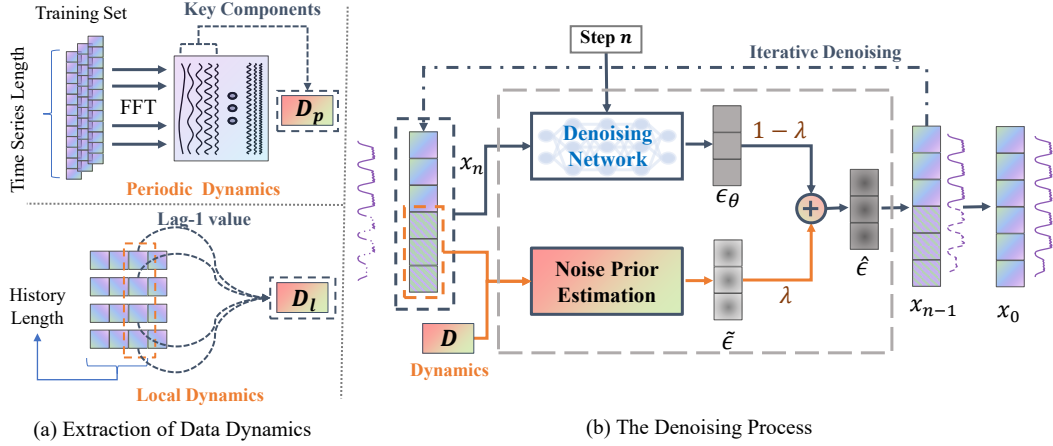 Training Set
Key Components
Time Series Length
FFT
D_p
Periodic Dynamics
Lag-1 value
History
Length
D_l
Local Dynamics
(a) Extraction of Data Dynamics
Step n
Iterative Denoising
x_n
Denoising
Network
ϵ_θ
1 − λ
+
ϵ̂
Noise Prior
Estimation
ϵ̃
λ
D
Dynamics
x_{n−1}
x_0
(b) The Denoising Process